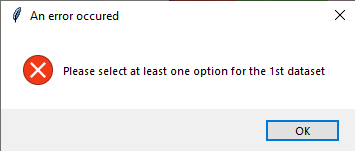 An error occured
Please select at least one option for the 1st dataset
OK